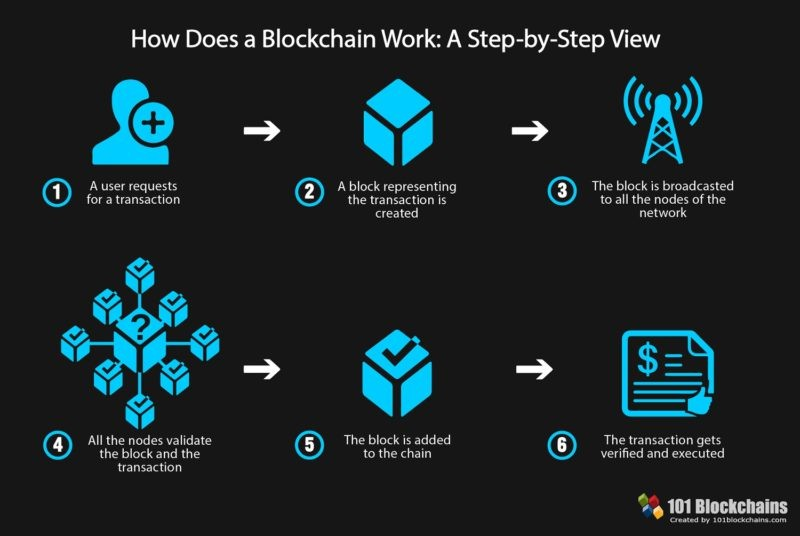 How Does a Blockchain Work: A Step-by-Step View
1
A user requests
for a transaction
2
A block representing
the transaction is
created
3
The block is broadcasted
to all the nodes of the
network
?
4
All the nodes validate
the block and the
transaction
5
The block is added
to the chain
$
6
The transaction gets
verified and executed
101 Blockchains
Created by 101blockchains.com